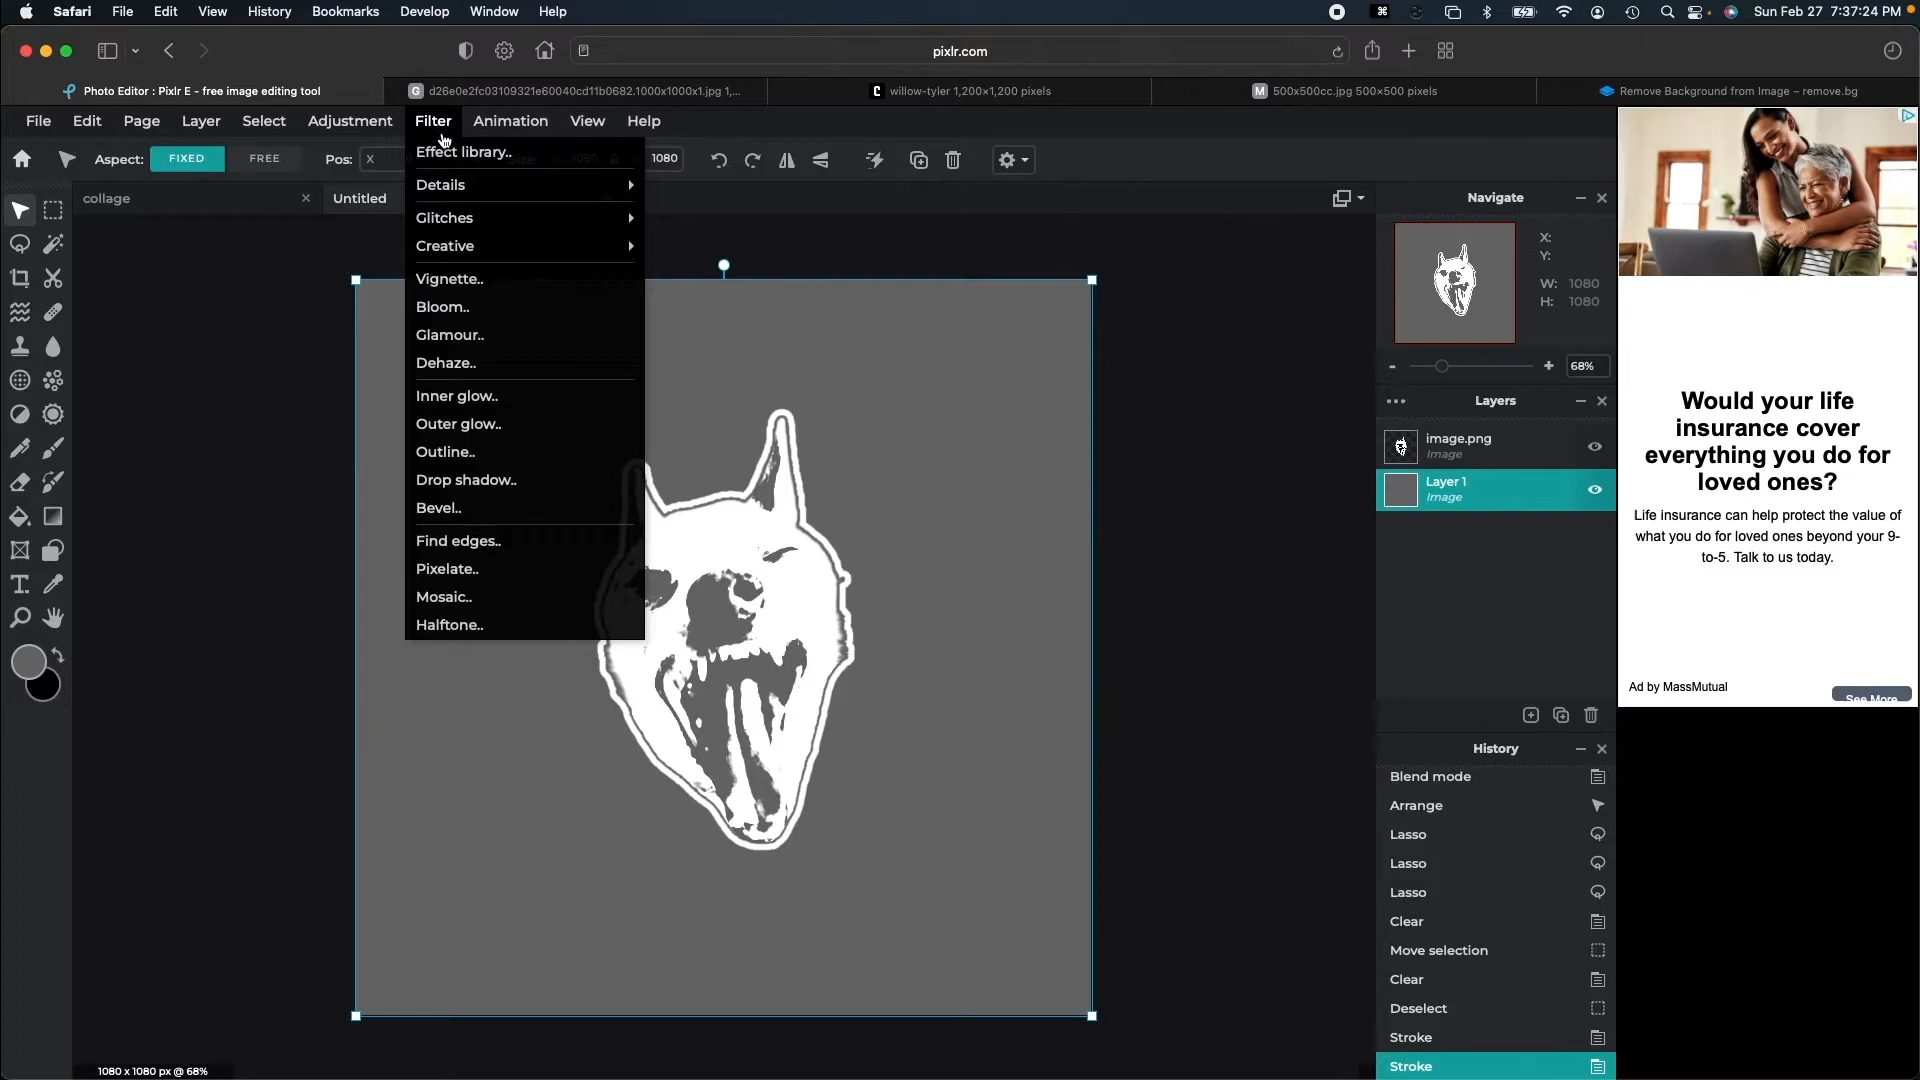 Safari File Edit View History Bookmarks Develop Window Help Sun Feb 27 7:37:24 PM
pixlr.com
Photo Editor : Pixlr E - free image editing tool
d26e0e2fc03109321e60040cd11b0682.1000x1000x1.jpg 1,...
willow-tyler 1,200×1,200 pixels
500x500cc.jpg 500×500 pixels
Remove Background from Image – remove.bg
File Edit Page Layer Select Adjustment Filter Animation View Help
Aspect: FIXED FREE Pos: X 1080
collage
Untitled
Effect library..
Details
Glitches
Creative
Vignette..
Bloom..
Glamour..
Dehaze..
Inner glow..
Outer glow..
Outline..
Drop shadow..
Bevel..
Find edges..
Pixelate..
Mosaic..
Halftone..
1080 x 1080 px @ 68%
Navigate
X:
Y:
W: 1080
H: 1080
68%
Layers
image.png
Image
Layer 1
Image
History
Blend mode
Arrange
Lasso
Lasso
Lasso
Clear
Move selection
Clear
Deselect
Stroke
Stroke
Would your life
insurance cover
everything you do for
loved ones?
Life insurance can help protect the value of
what you do for loved ones beyond your 9-
to-5. Talk to us today.
Ad by MassMutual
See More